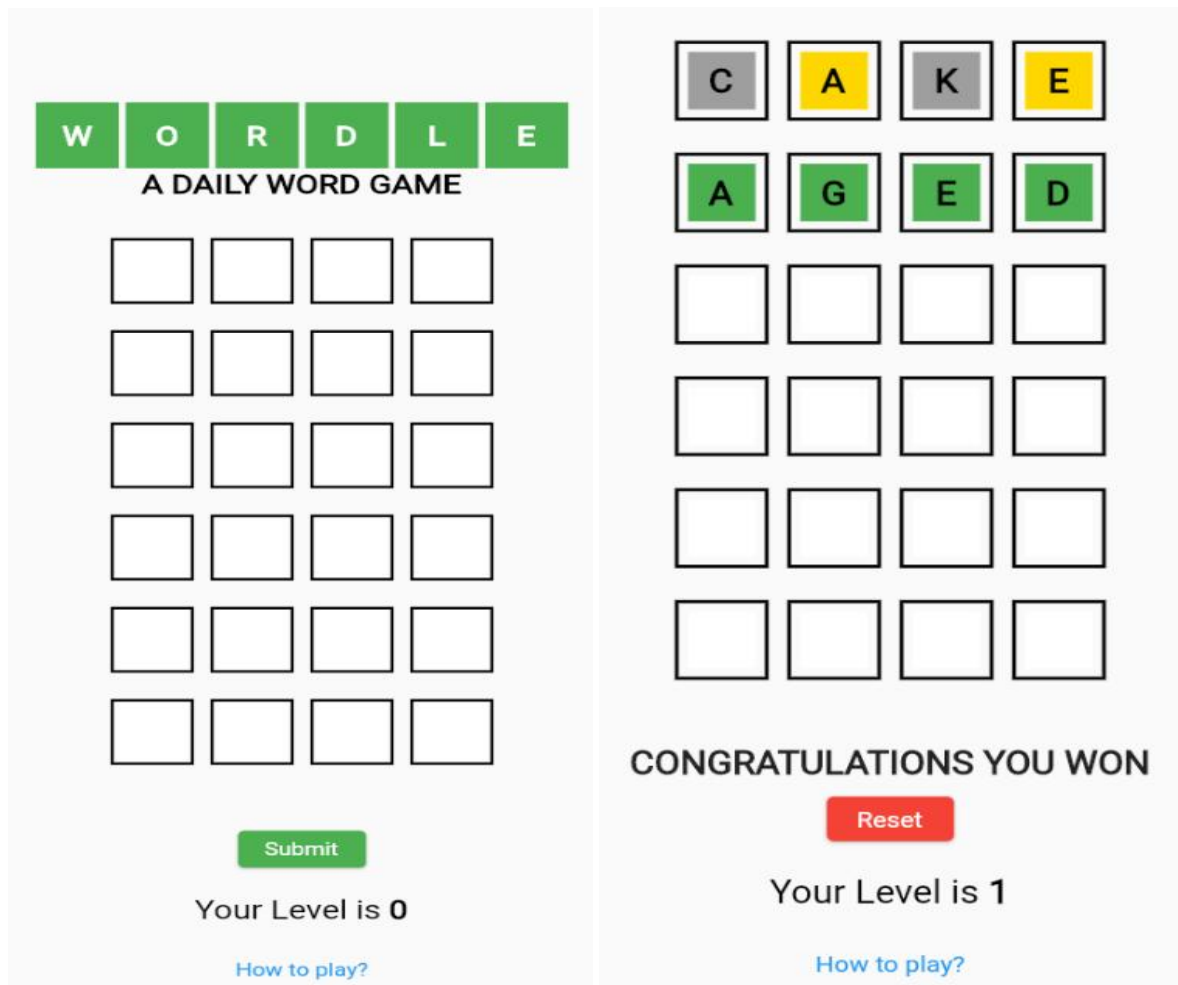 W O R D L E
A DAILY WORD GAME
Submit
Your Level is 0
How to play?
C A K E
A G E D
CONGRATULATIONS YOU WON
Reset
Your Level is 1
How to play?